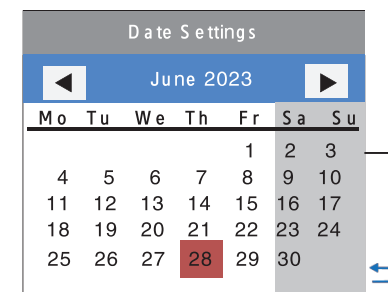 Date Settings
◀ June 2023 ▶
Mo Tu We Th Fr Sa Su
1 2 3
4 5 6 7 8 9 10
11 12 13 14 15 16 17
18 19 20 21 22 23 24
25 26 27 28 29 30